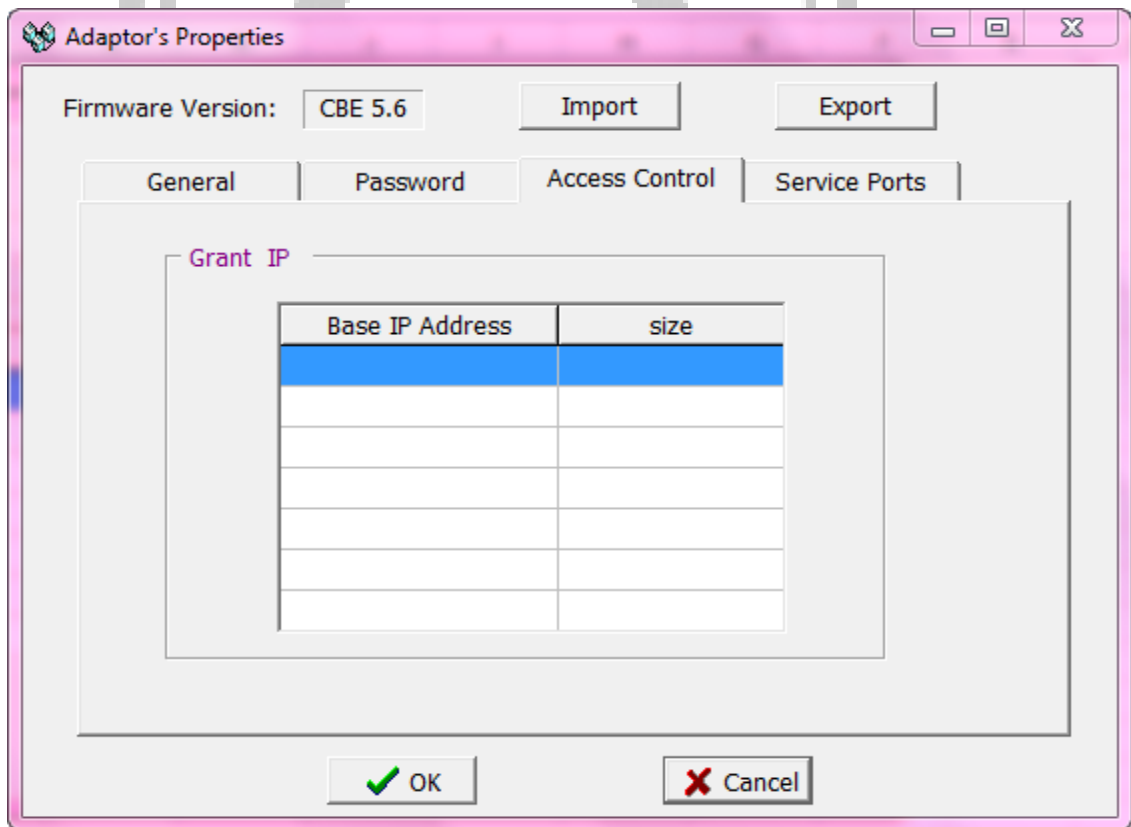 Adaptor's Properties
Firmware Version: CBE 5.6 Import Export
General Password Access Control Service Ports
Grant IP
Base IP Address size
OK Cancel